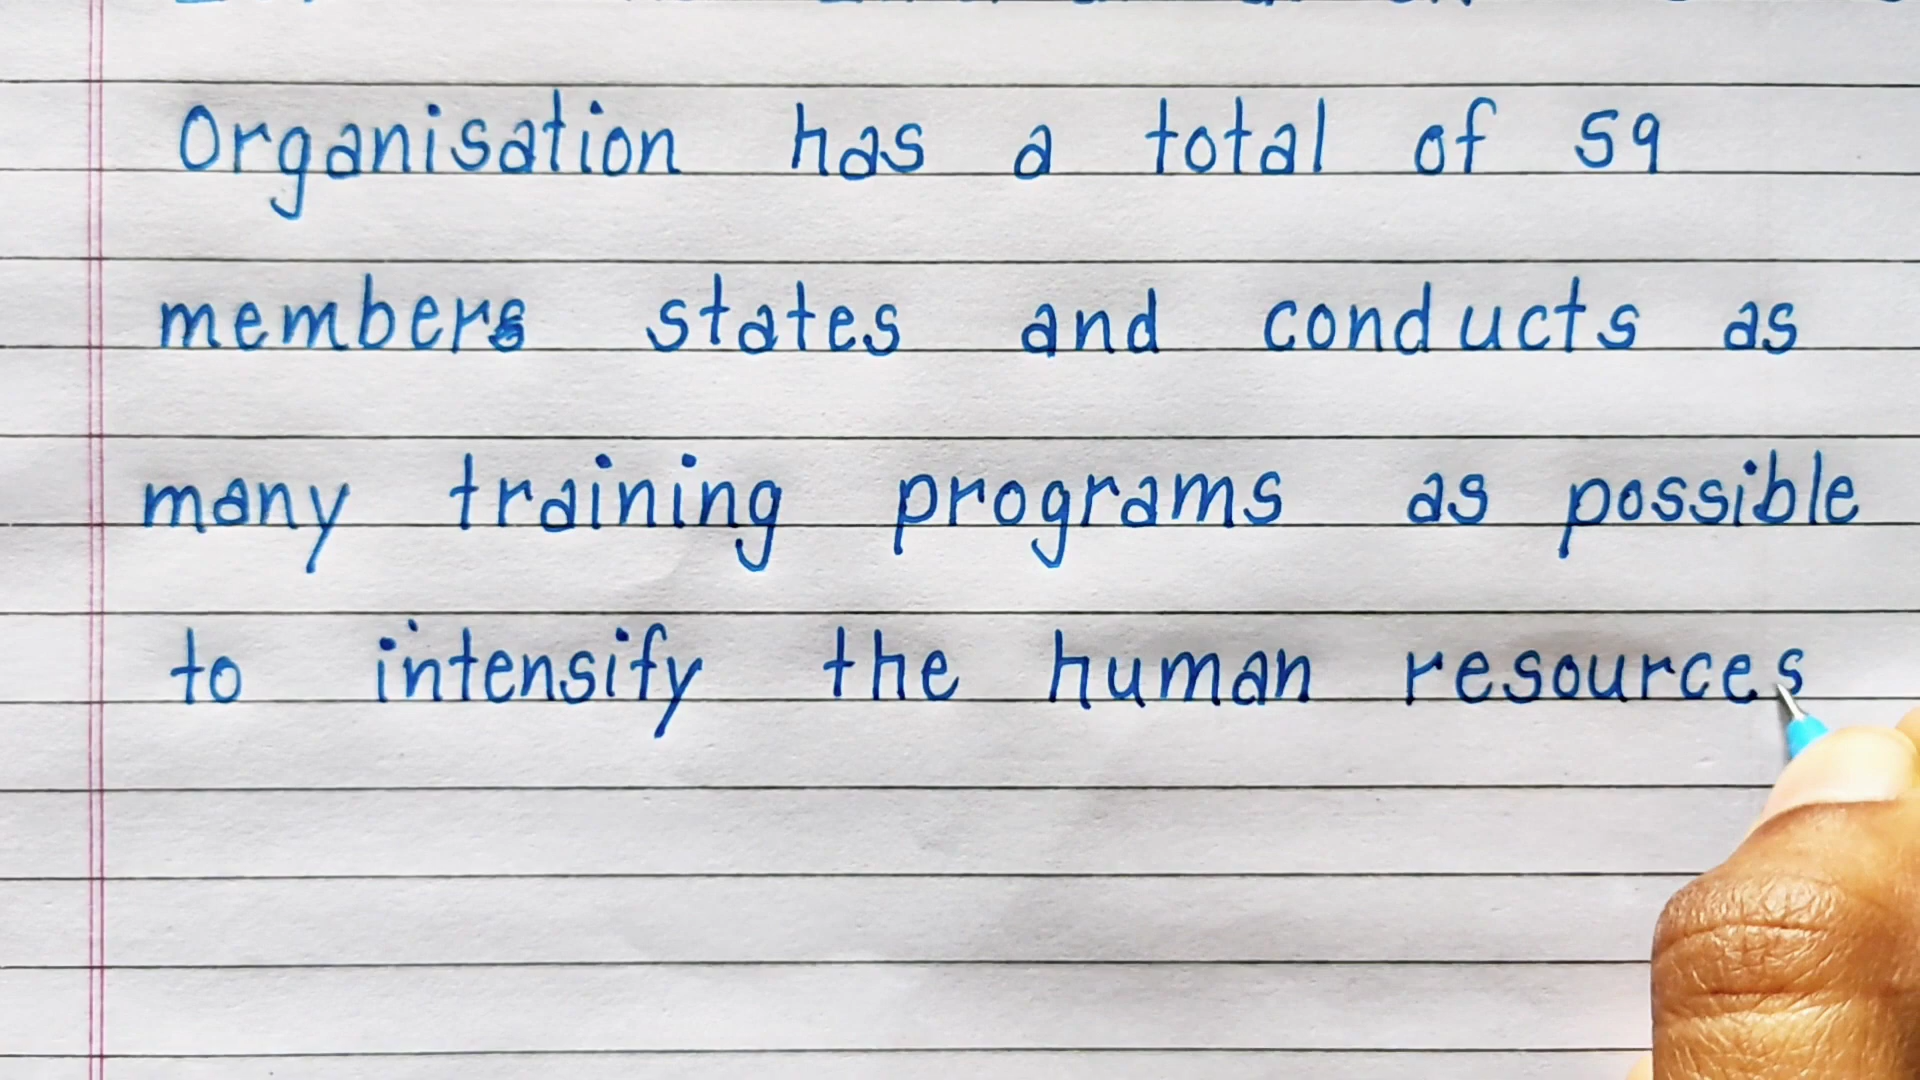 Organisation has a total of 59
members states and conducts as
many training programs as possible
to intensify the human resources